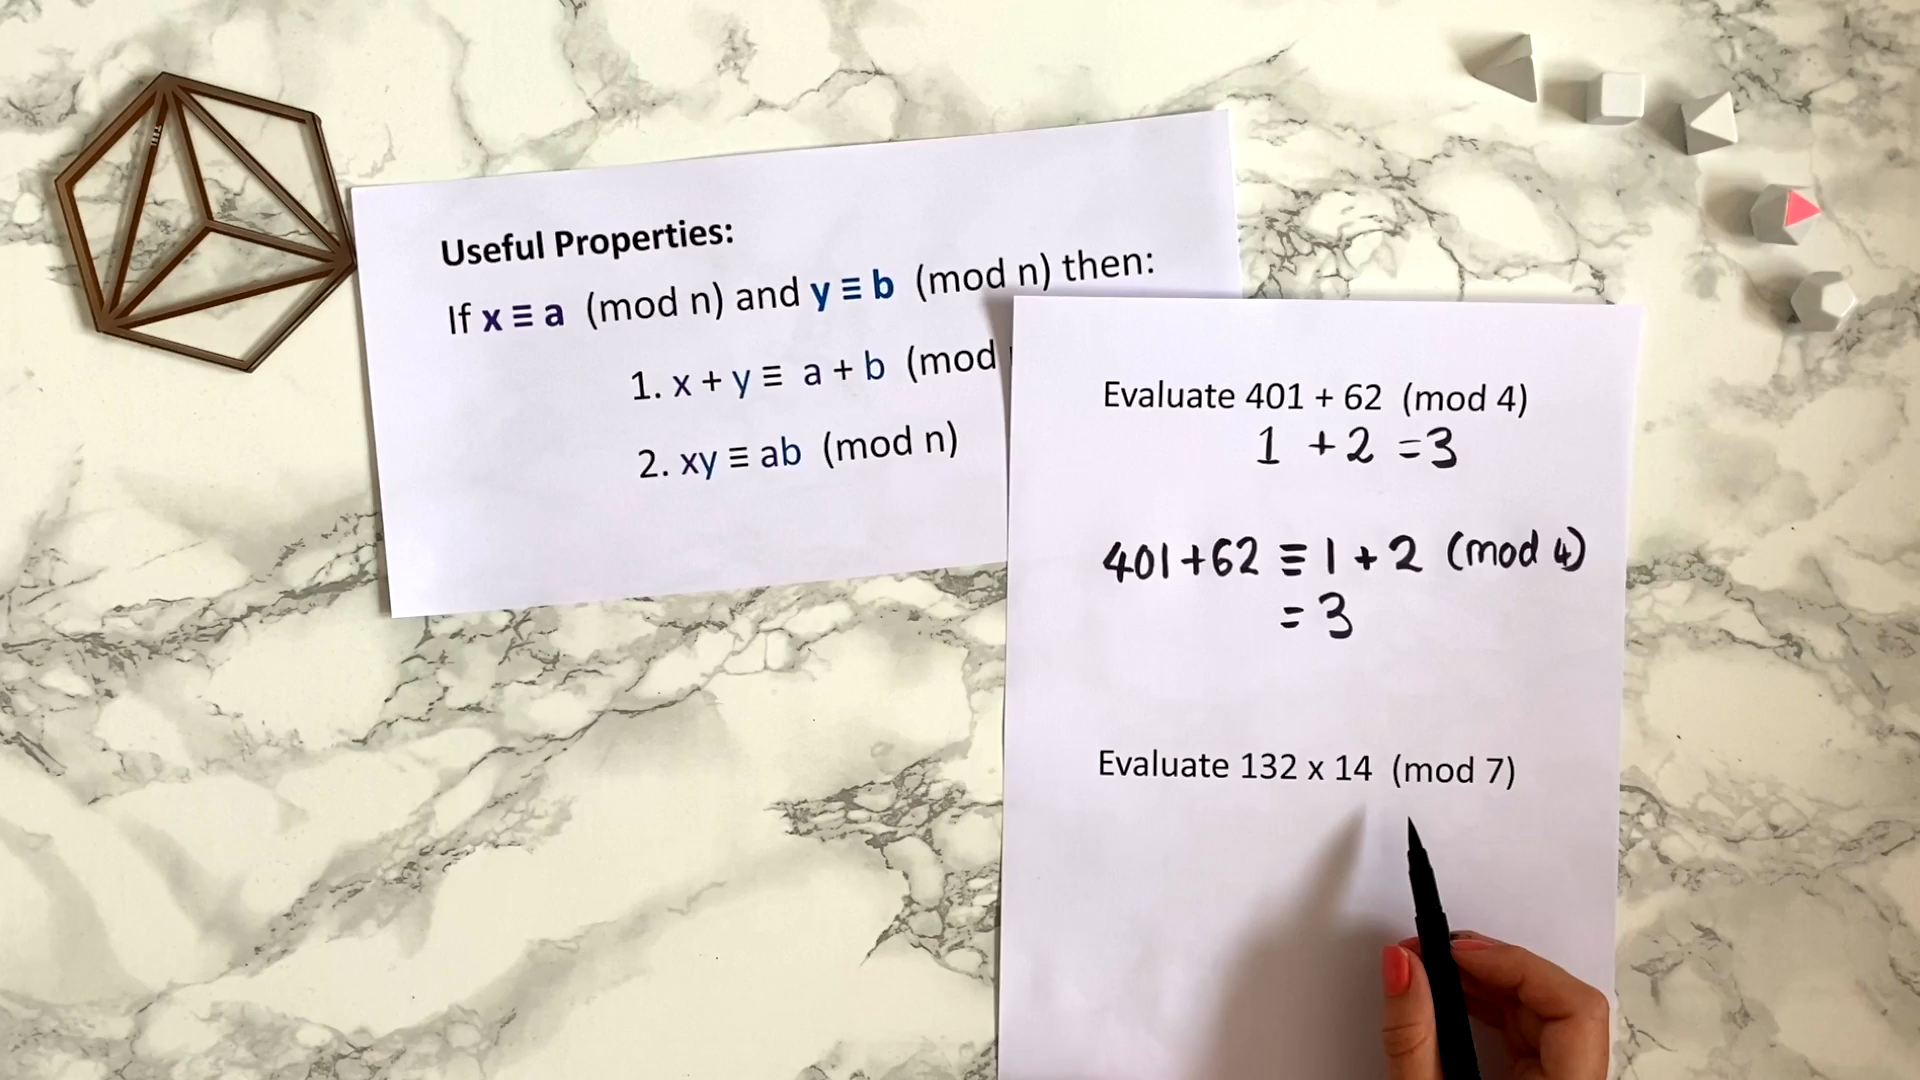 Useful Properties:
If x ≡ a (mod n) and y ≡ b (mod n) then:
1. x + y ≡ a + b (mod
2. xy ≡ ab (mod n)
Evaluate 401 + 62 (mod 4)
1 + 2 = 3
401 + 62 ≡ 1 + 2 (mod 4)
= 3
Evaluate 132 x 14 (mod 7)